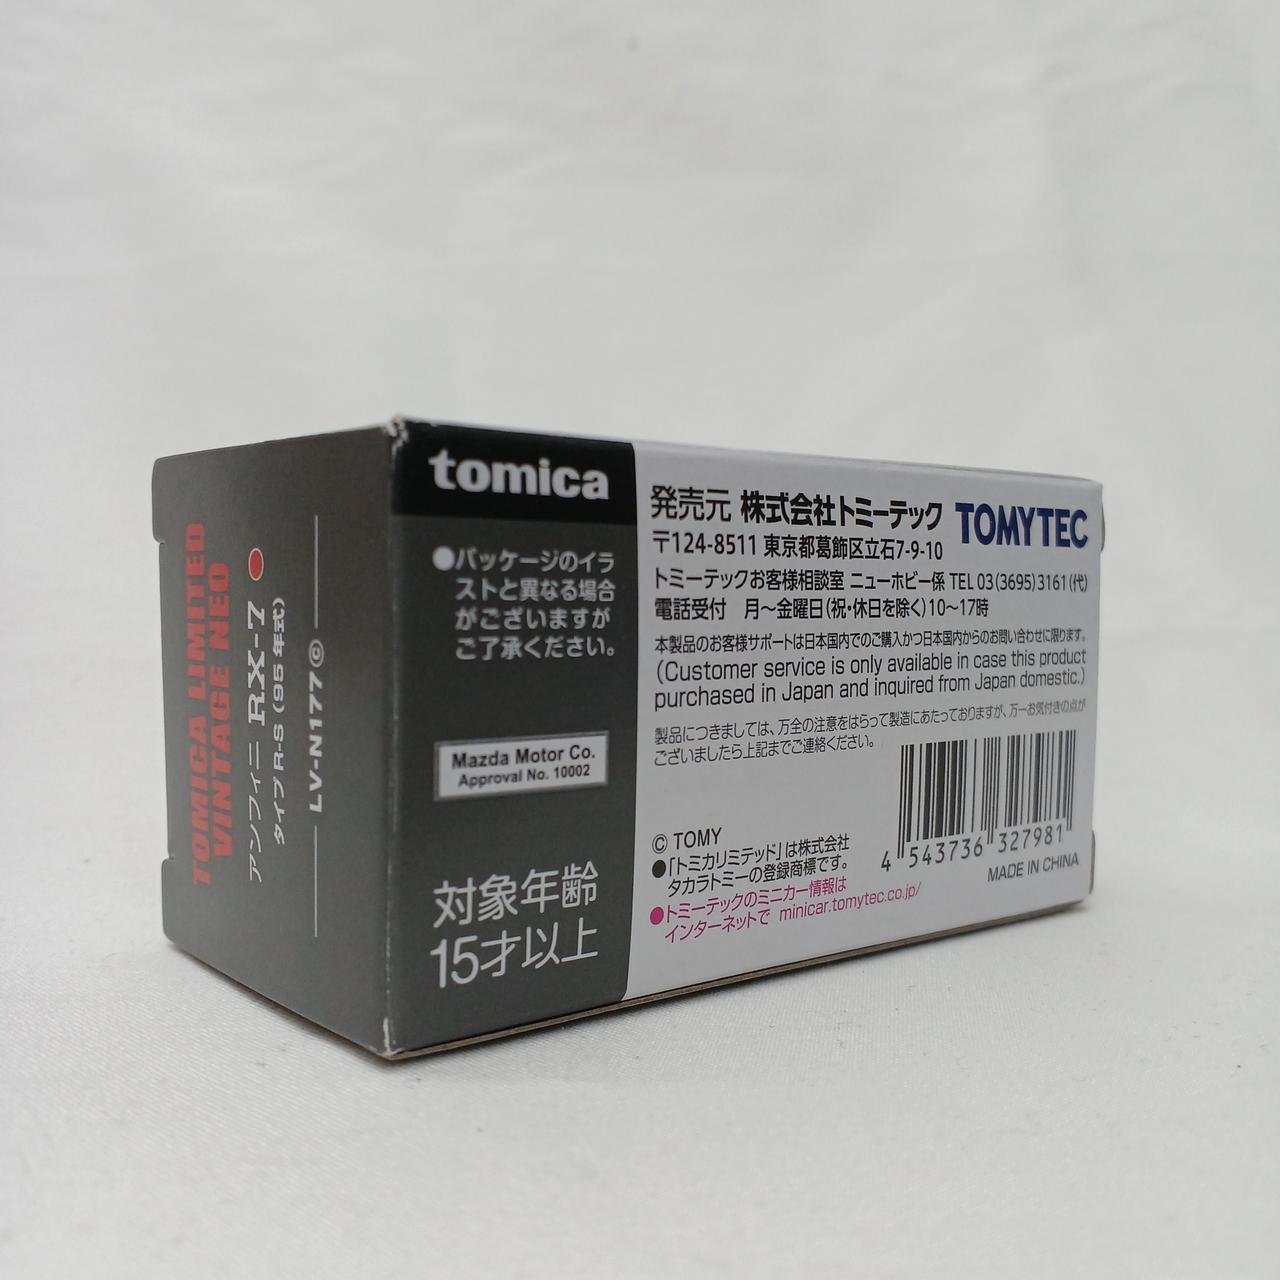 TOMICA LIMITED
VINTAGE NEO
アンフィニ RX-7
タイプR-S (95年式)
LV-N177ⓒ
tomica
●パッケージのイラ
ストと異なる場合
がございますが
ご了承ください。
Mazda Motor Co.
Approval No. 10002
対象年齢
15才以上
発売元 株式会社トミーテック TOMYTEC
〒124-8511 東京都葛飾区立石7-9-10
トミーテックお客様相談室 ニューホビー係 TEL 03(3695)3161(代)
電話受付 月〜金曜日(祝・休日を除く)10〜17時
本製品のお客様サポートは日本国内でのご購入かつ日本国内からのお問い合わせに限ります。
(Customer service is only available in case this product
purchased in Japan and inquired from Japan domestic.)
製品につきましては、万全の注意をはらって製造にあたっておりますが、万一お気付きの点が
ございましたら上記までご連絡ください。
© TOMY
●「トミカリミテッド」は株式会社
タカラトミーの登録商標です。
●トミーテックのミニカー情報は
インターネットで minicar.tomytec.co.jp/
4 543736 327981
MADE IN CHINA